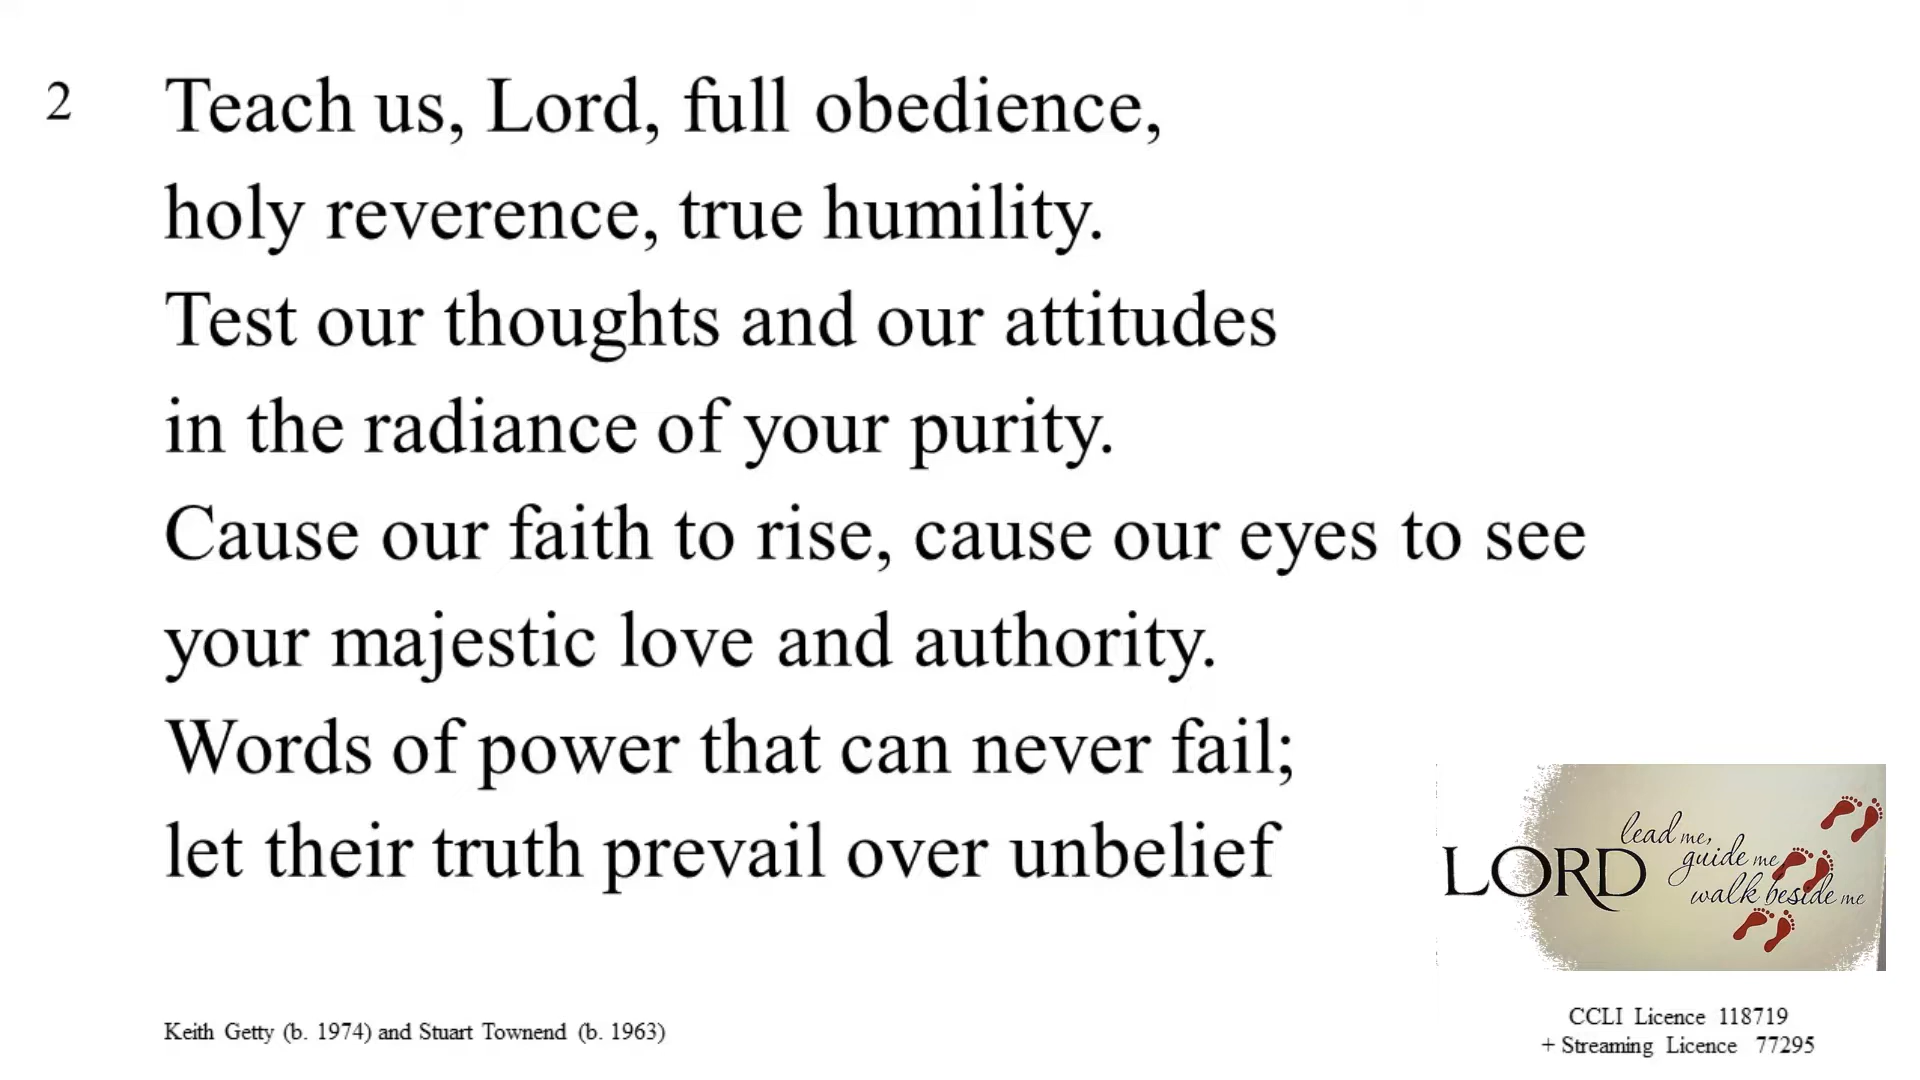 2 Teach us, Lord, full obedience,
holy reverence, true humility.
Test our thoughts and our attitudes
in the radiance of your purity.
Cause our faith to rise, cause our eyes to see
your majestic love and authority.
Words of power that can never fail;
let their truth prevail over unbelief
LORD
lead me,
guide me
walk beside me
Keith Getty (b. 1974) and Stuart Townend (b. 1963)
CCLI Licence 118719
+ Streaming Licence 77295